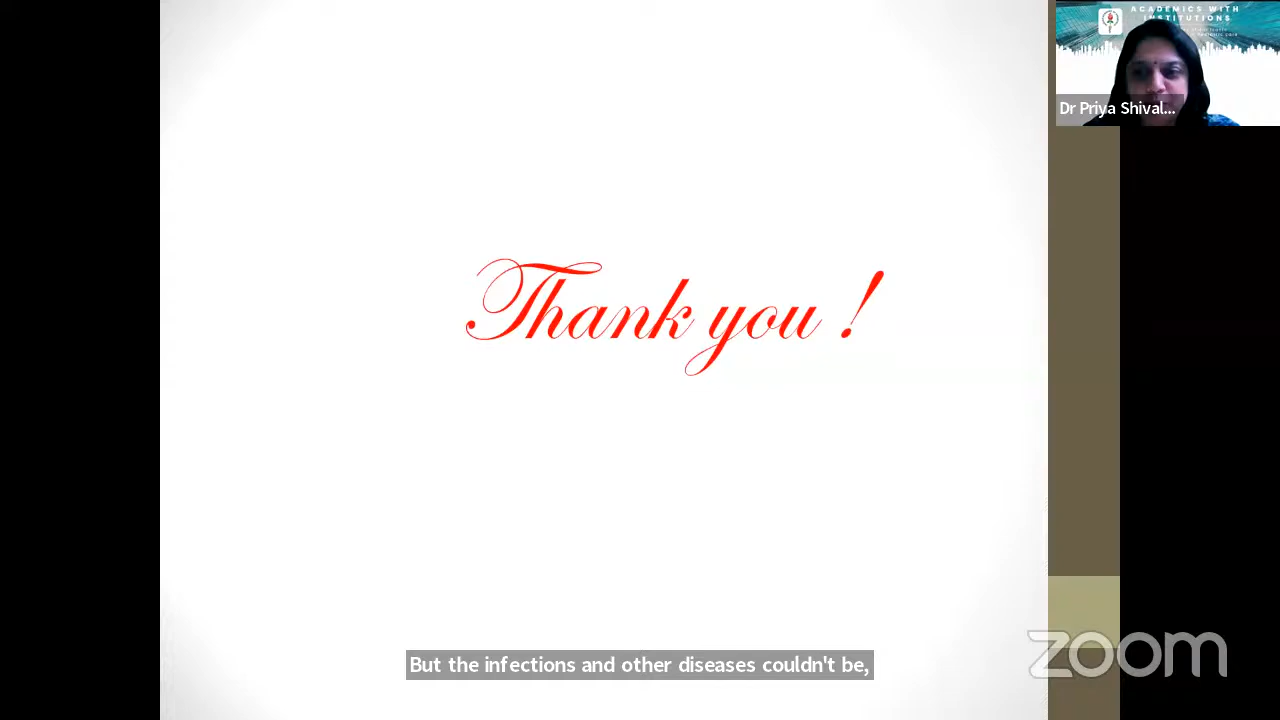 ACADEMICS WITH
INSTITUTIONS
Dr Priya Shival...
Thank you !
But the infections and other diseases couldn't be,
zoom